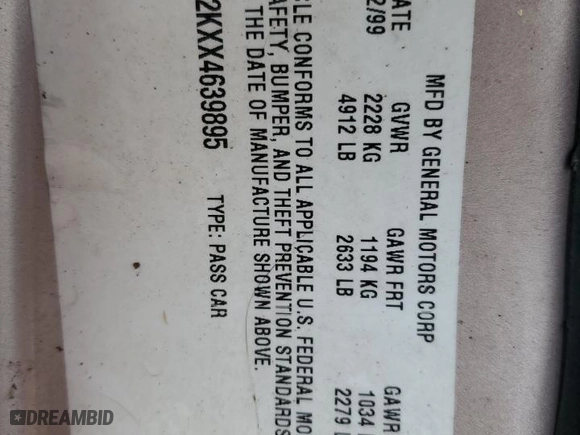 MFD BY GENERAL MOTORS CORP
ATE GVWR GAWR FRT GAWR
2/99 2228 KG 1194 KG 1034
4912 LB 2633 LB 2279
CLE CONFORMS TO ALL APPLICABLE U.S. FEDERAL MO
AFETY, BUMPER, AND THEFT PREVENTION STANDARDS
THE DATE OF MANUFACTURE SHOWN ABOVE.
2KXX4639895 TYPE: PASS CAR
DREAMBID